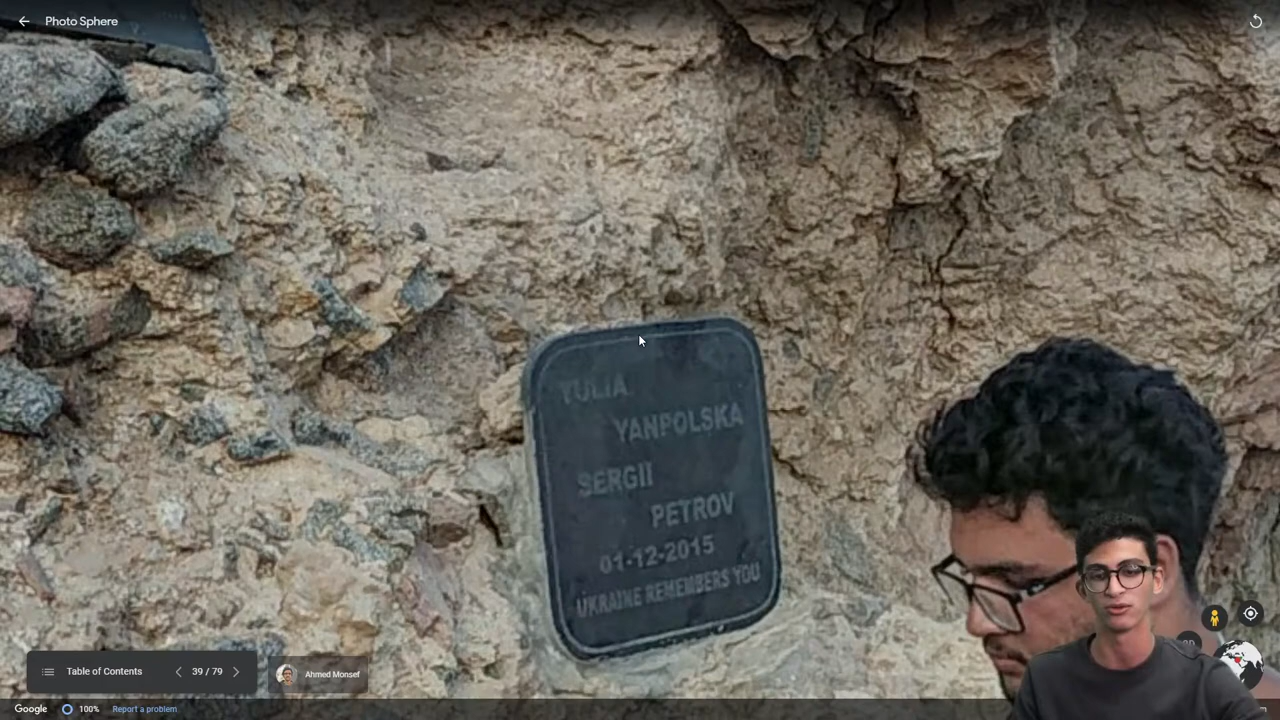 Photo Sphere
YULIA
YANPOLSKA
SERGII
PETROV
01-12-2015
UKRAINE REMEMBERS YOU
Table of Contents
39 / 79
Ahmed Monsef
Google
100%
Report a problem